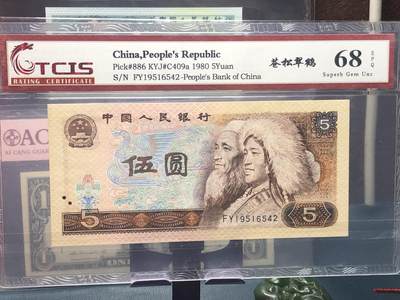 TCIS
RATING CERTIFICATE
China,People's Republic
Pick#886 KYJ#C409a 1980 5Yuan
S/N FY19516542-People's Bank of China
苍松翠鹤
68
EPQ
Superb Gem Unc
中国人民银行
5
伍圆
FY19516542
5
5
AC